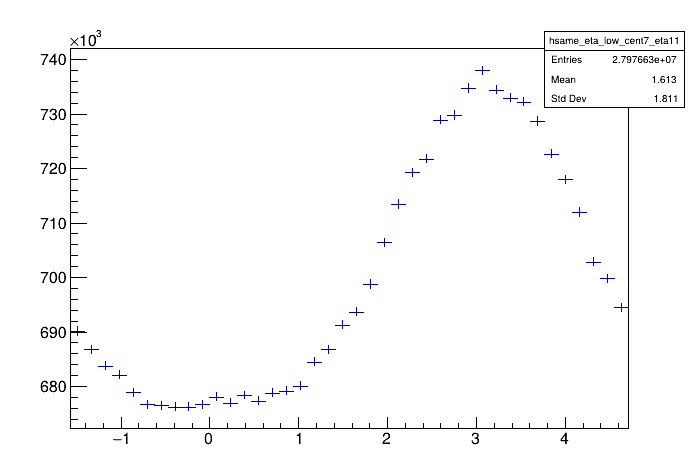 ×10³
hsame_eta_low_cent7_eta11
Entries 2.797663e+07
Mean 1.613
Std Dev 1.811
740
730
720
710
700
690
680
−1 0 1 2 3 4